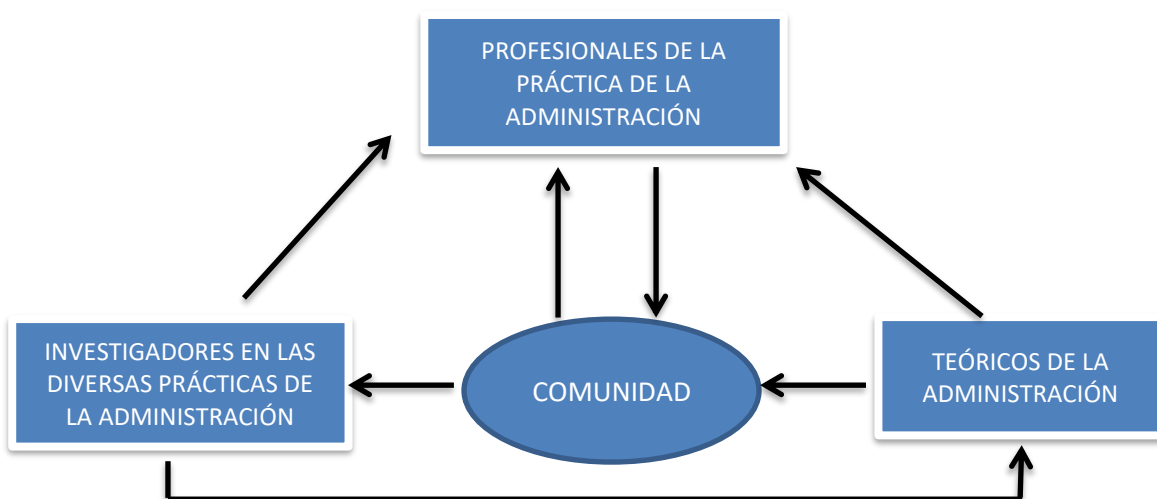 PROFESIONALES DE LA
PRÁCTICA DE LA
ADMINISTRACIÓN
INVESTIGADORES EN LAS
DIVERSAS PRÁCTICAS DE
LA ADMINISTRACIÓN
COMUNIDAD
TEÓRICOS DE LA
ADMINISTRACIÓN